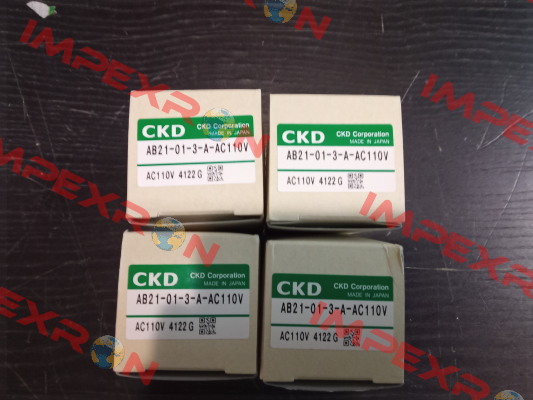 IMPEXRON
CKD CKD Corporation
MADE IN JAPAN
AB21-01-3-A-AC110V
AC110V 4122 G
CKD CKD Corporation
MADE IN JAPAN
AB21-01-3-A-AC110V
AC110V 4122 G
CKD CKD Corporation
MADE IN JAPAN
AB21-01-3-A-AC110V
AC110V 4122 G
CKD CKD Corporation
MADE IN JAPAN
AB21-01-3-A-AC110V
AC110V 4122 G
IMPEXRON
IMPEXRON
IMPEXRON